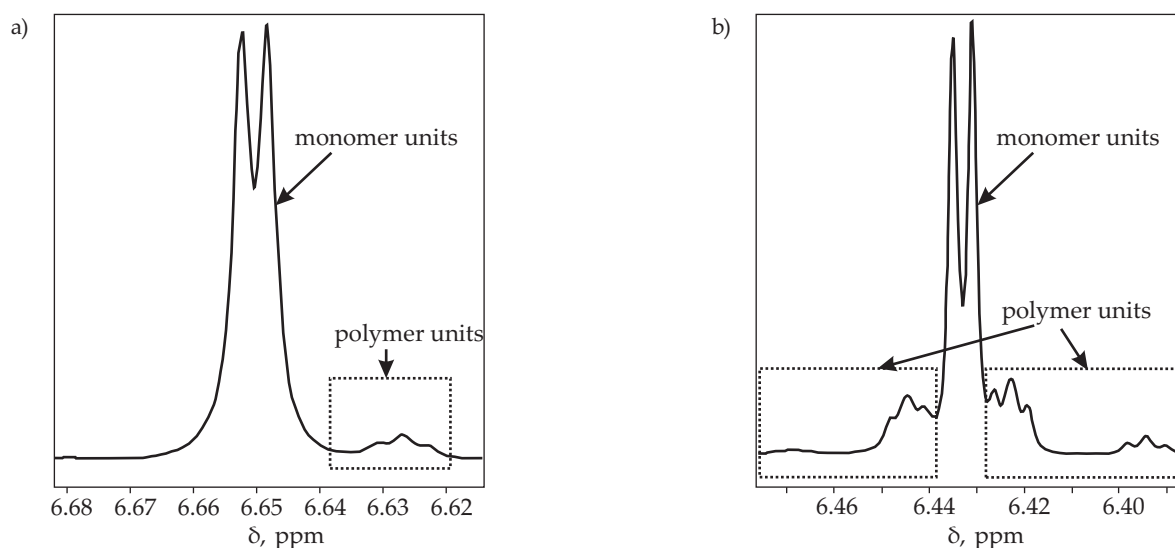 a)
monomer units
polymer units
6.68 6.67 6.66 6.65 6.64 6.63 6.62
δ, ppm
b)
monomer units
polymer units
6.46 6.44 6.42 6.40
δ, ppm